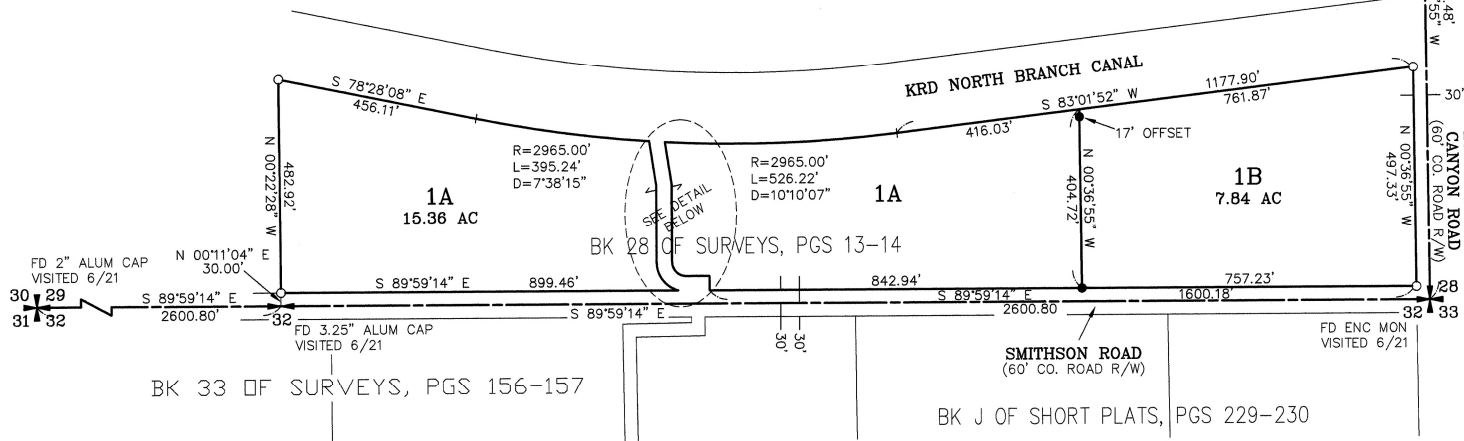 48'
55" W
KRD NORTH BRANCH CANAL
1177.90'
S 78°28'08" E
456.11'
S 83°01'52" W
761.87'
416.03'
30'
17' OFFSET
R=2965.00'
L=395.24'
D=7°38'15"
R=2965.00'
L=526.22'
D=10°10'07"
N 00°22'28" W
482.92'
1A
15.36 AC
SEE DETAIL
BELOW
1A
N 00°36'55" W
404.72'
1B
7.84 AC
N 00°36'55" W
497.33'
CANYON ROAD
(60' CO. ROAD R/W)
BK 28 OF SURVEYS, PGS 13-14
N 00°11'04" E
30.00'
FD 2" ALUM CAP
VISITED 6/21
S 89°59'14" E
899.46'
842.94'
757.23'
30 29
31 32
S 89°59'14" E
2600.80'
S 89°59'14" E
1600.18'
28
S 89°59'14" E
2600.80
32
32 33
FD 3.25" ALUM CAP
VISITED 6/21
30'
30'
FD ENC MON
VISITED 6/21
SMITHSON ROAD
(60' CO. ROAD R/W)
BK 33 OF SURVEYS, PGS 156-157
BK J OF SHORT PLATS, PGS 229-230